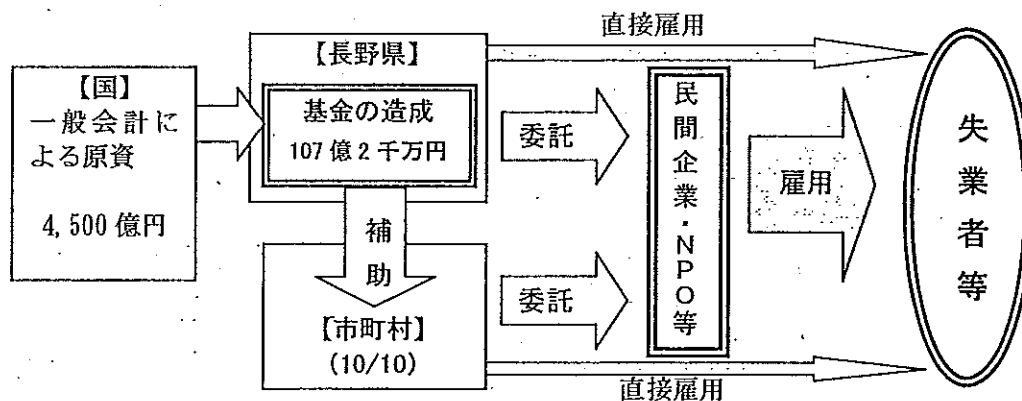 直接雇用
【国】
一般会計に
よる原資
4,500億円
【長野県】
基金の造成
107億2千万円
補助
【市町村】
(10/10)
委託
委託
民間企業・NPO等
雇用
直接雇用
失業者等